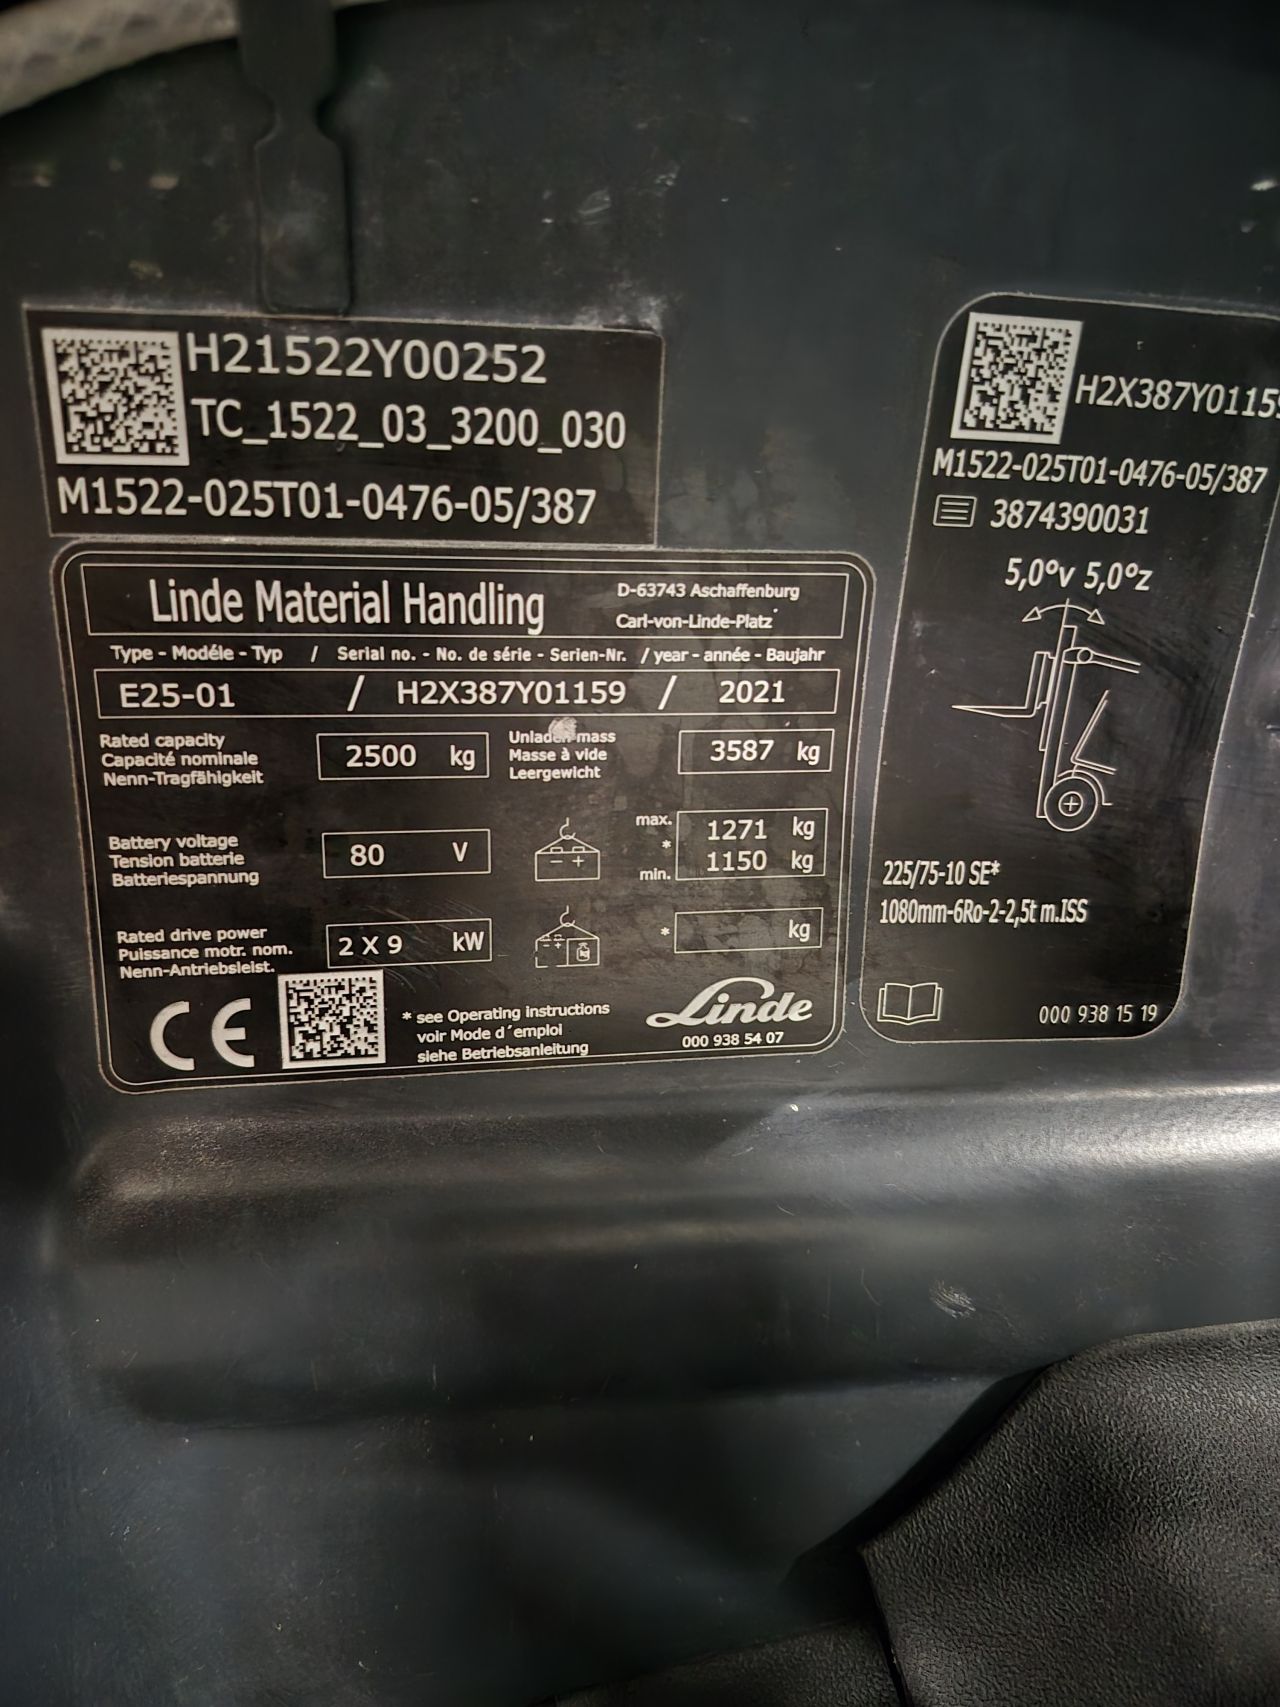 H21522Y00252
TC_1522_03_3200_030
M1522-025T01-0476-05/387
Linde Material Handling
D-63743 Aschaffenburg
Carl-von-Linde-Platz
Type - Modéle - Typ / Serial no. - No. de série - Serien-Nr. / year - année - Baujahr
E25-01 / H2X387Y01159 / 2021
Rated capacity
Capacité nominale
Nenn-Tragfähigkeit
2500 kg
Unladen mass
Masse à vide
Leergewicht
3587 kg
Battery voltage
Tension batterie
Batteriespannung
80 V
- +
max.
*
min.
1271 kg
1150 kg
Rated drive power
Puissance motr. nom.
Nenn-Antriebsleist.
2 X 9 kW
* kg
CE
* see Operating instructions
voir Mode d´emploi
siehe Betriebsanleitung
Linde
000 938 54 07
H2X387Y0115
M1522-025T01-0476-05/387
3874390031
5,0°v 5,0°z
225/75-10 SE*
1080mm-6Ro-2-2,5t m.ISS
000 938 15 19